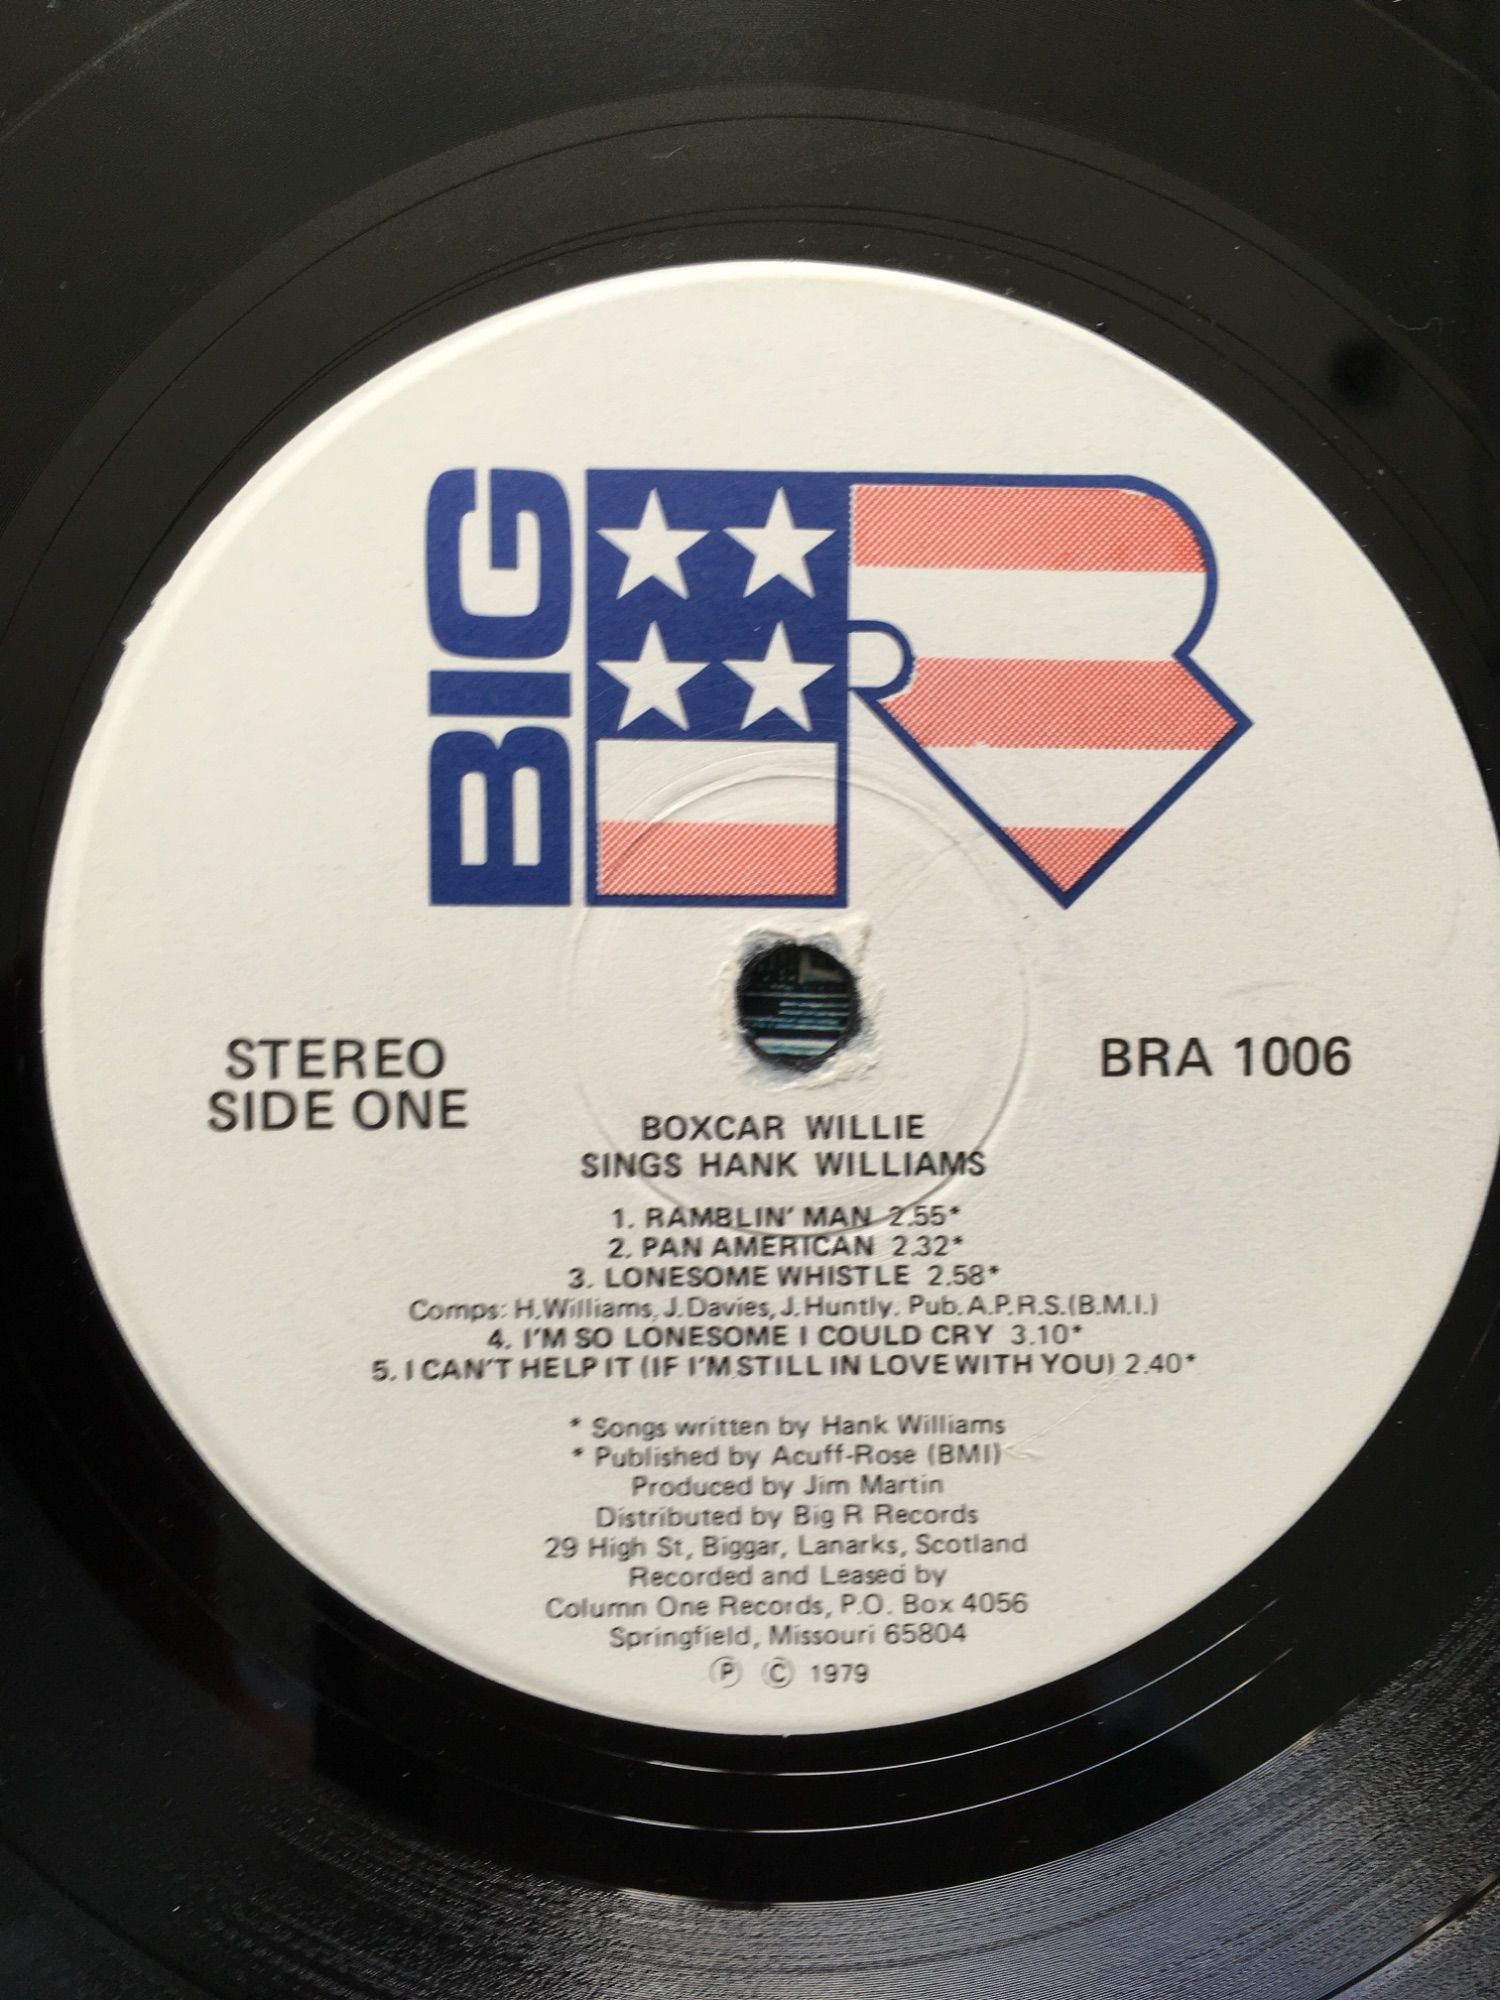 BIG R
STEREO
SIDE ONE
BRA 1006
BOXCAR WILLIE
SINGS HANK WILLIAMS
1. RAMBLIN' MAN 2.55*
2. PAN AMERICAN 2.32*
3. LONESOME WHISTLE 2.58*
Comps: H.Williams, J.Davies, J.Huntly. Pub. A.P.R.S. (B.M.I.)
4. I'M SO LONESOME I COULD CRY 3.10*
5. I CAN'T HELP IT (IF I'M STILL IN LOVE WITH YOU) 2.40*
* Songs written by Hank Williams
* Published by Acuff-Rose (BMI)
Produced by Jim Martin
Distributed by Big R Records
29 High St, Biggar, Lanarks, Scotland
Recorded and Leased by
Column One Records, P.O. Box 4056
Springfield, Missouri 65804
Ⓟ © 1979